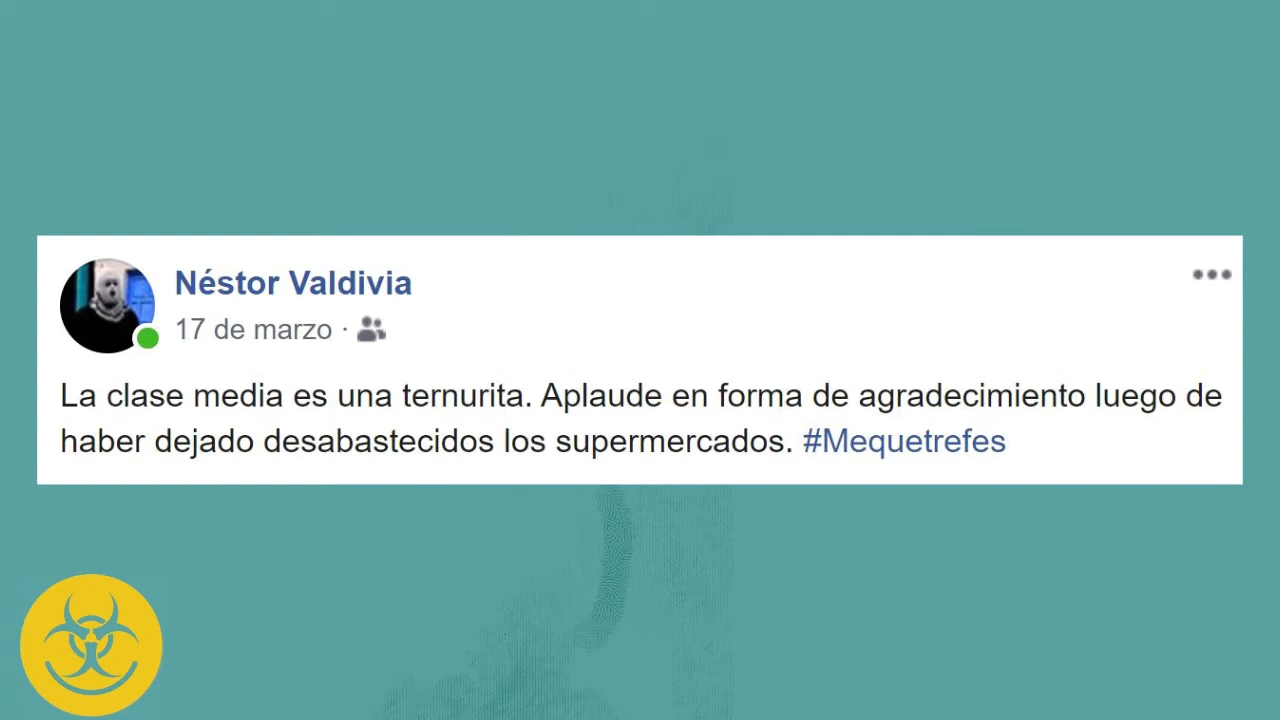 Néstor Valdivia
17 de marzo ·
La clase media es una ternurita. Aplaude en forma de agradecimiento luego de
haber dejado desabastecidos los supermercados. #Mequetrefes